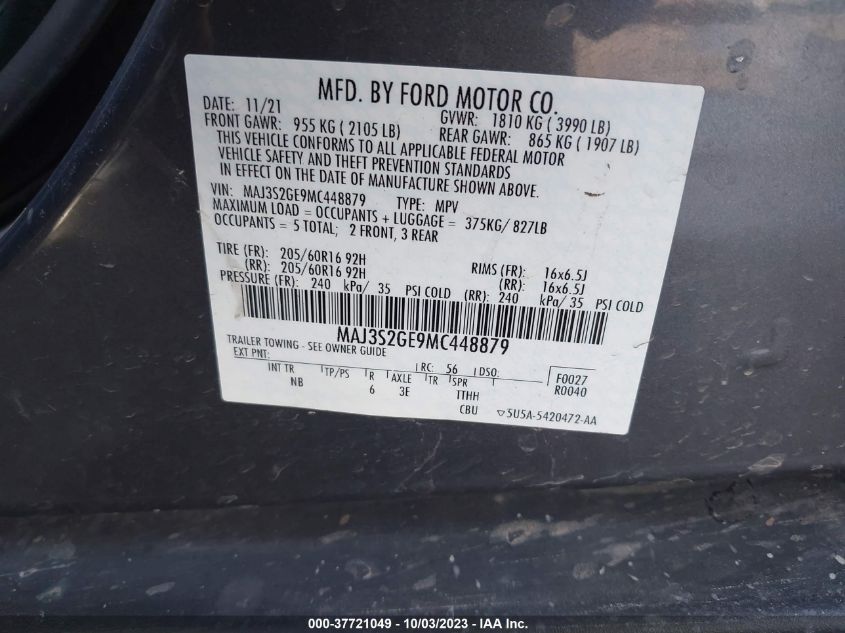 MFD. BY FORD MOTOR CO.
DATE: 11/21 GVWR: 1810 KG ( 3990 LB)
FRONT GAWR: 955 KG ( 2105 LB) REAR GAWR: 865 KG ( 1907 LB)
THIS VEHICLE CONFORMS TO ALL APPLICABLE FEDERAL MOTOR
VEHICLE SAFETY AND THEFT PREVENTION STANDARDS
IN EFFECT ON THE DATE OF MANUFACTURE SHOWN ABOVE.
VIN: MAJ3S2GE9MC448879 TYPE: MPV
MAXIMUM LOAD = OCCUPANTS + LUGGAGE = 375KG/ 827LB
OCCUPANTS = 5 TOTAL; 2 FRONT, 3 REAR
TIRE (FR): 205/60R16 92H RIMS (FR): 16x6.5J
(RR): 205/60R16 92H (RR): 16x6.5J
PRESSURE (FR): 240 kPa/ 35 PSI COLD (RR): 240 kPa/ 35 PSI COLD
MAJ3S2GE9MC448879
TRAILER TOWING - SEE OWNER GUIDE
EXT PNT: RC: 56 DSO: F0027
INT TR TP/PS R AXLE TR SPR R0040
NB 6 3E TTHH
CBU 5U5A-5420472-AA
000-37721049 - 10/03/2023 - IAA Inc.